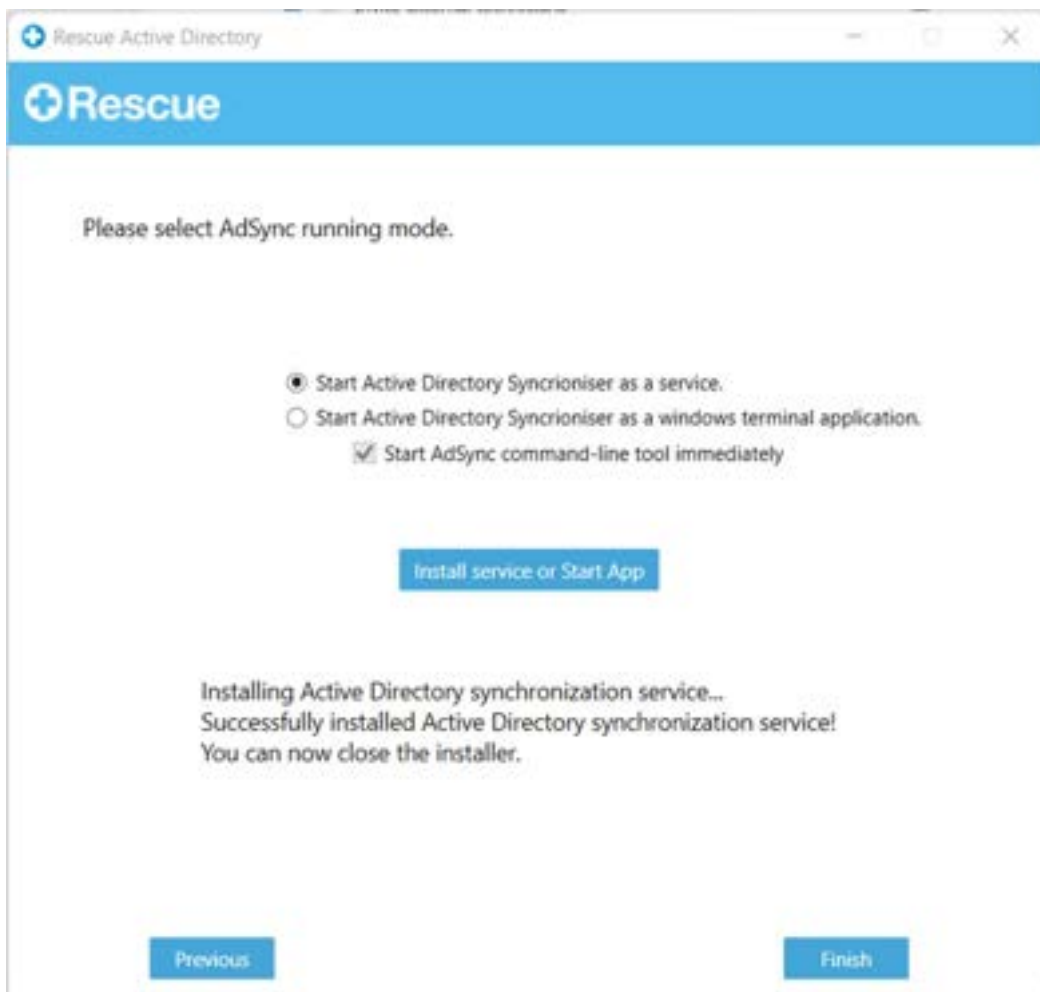 Rescue Active Directory
Rescue
Please select AdSync running mode.
Start Active Directory Syncrioniser as a service.
Start Active Directory Syncrioniser as a windows terminal application.
Start AdSync command-line tool immediately
Install service or Start App
Installing Active Directory synchronization service...
Successfully installed Active Directory synchronization service!
You can now close the installer.
Previous
Finish